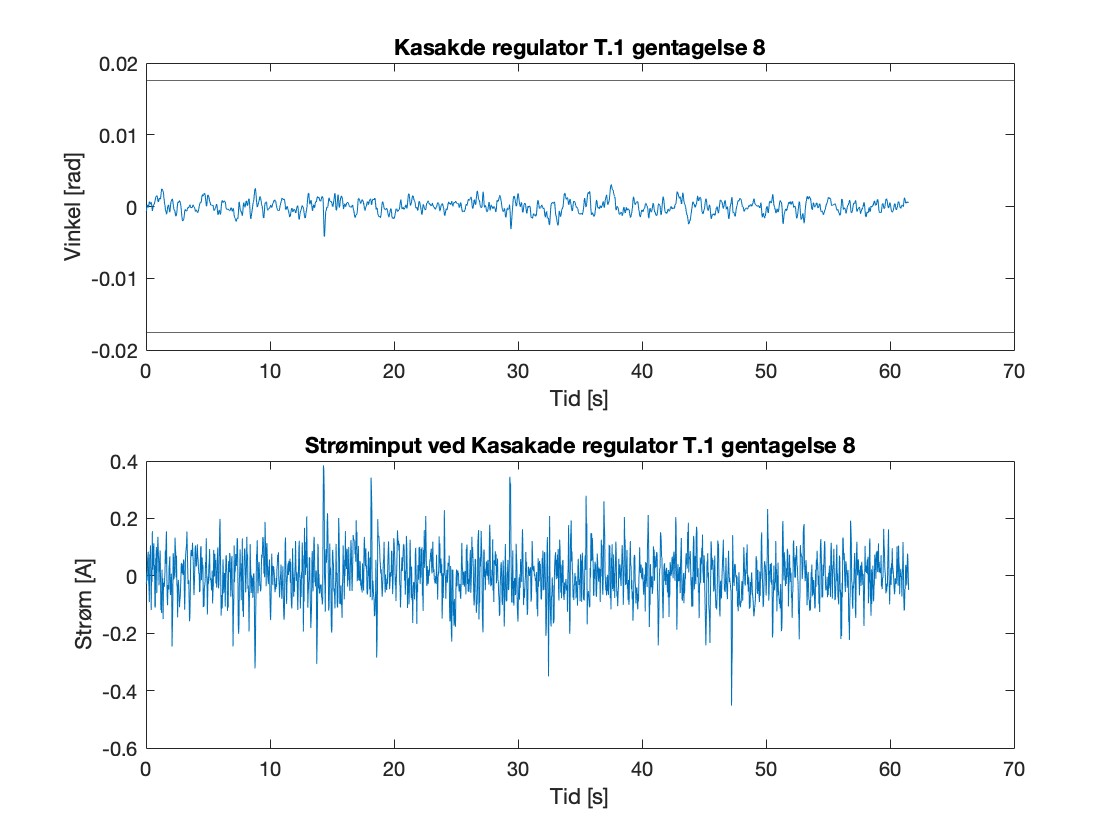 Kasakde regulator T.1 gentagelse 8
0.02
0.01
0
-0.01
-0.02
Vinkel [rad]
0 10 20 30 40 50 60 70
Tid [s]
Strøminput ved Kasakade regulator T.1 gentagelse 8
0.4
0.2
0
-0.2
-0.4
-0.6
Strøm [A]
0 10 20 30 40 50 60 70
Tid [s]